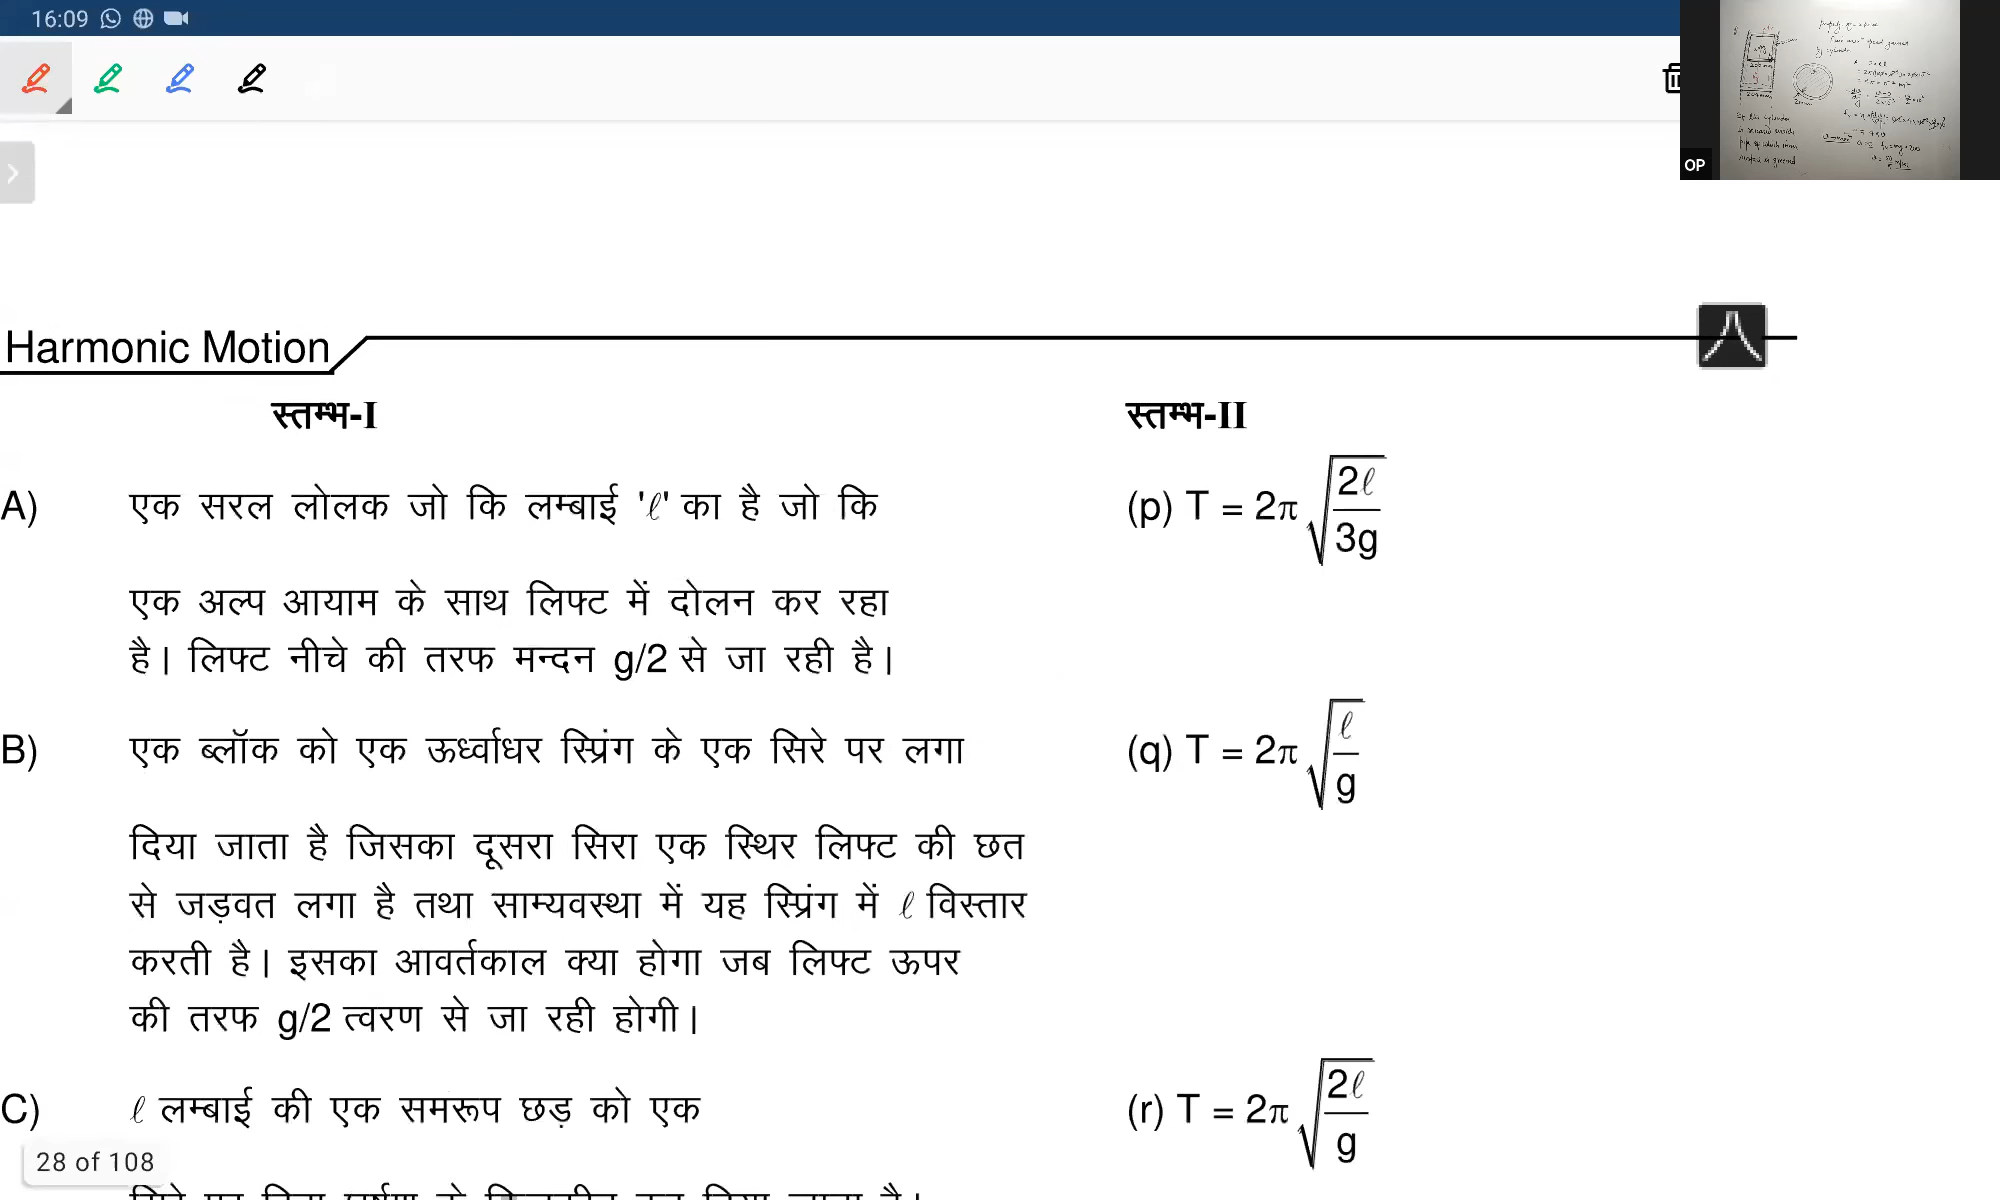 16:09
OP
Harmonic Motion
स्तम्भ-I
स्तम्भ-II
A) एक सरल लोलक जो कि लम्बाई 'ℓ' का है जो कि
(p) T = 2π √(2ℓ/3g)
एक अल्प आयाम के साथ लिफ्ट में दोलन कर रहा
है। लिफ्ट नीचे की तरफ मन्दन g/2 से जा रही है।
B) एक ब्लॉक को एक ऊर्ध्वाधर स्प्रिंग के एक सिरे पर लगा
(q) T = 2π √(ℓ/g)
दिया जाता है जिसका दूसरा सिरा एक स्थिर लिफ्ट की छत
से जड़वत लगा है तथा साम्यवस्था में यह स्प्रिंग में ℓ विस्तार
करती है। इसका आवर्तकाल क्या होगा जब लिफ्ट ऊपर
की तरफ g/2 त्वरण से जा रही होगी।
C) ℓ लम्बाई की एक समरूप छड़ को एक
(r) T = 2π √(2ℓ/g)
28 of 108